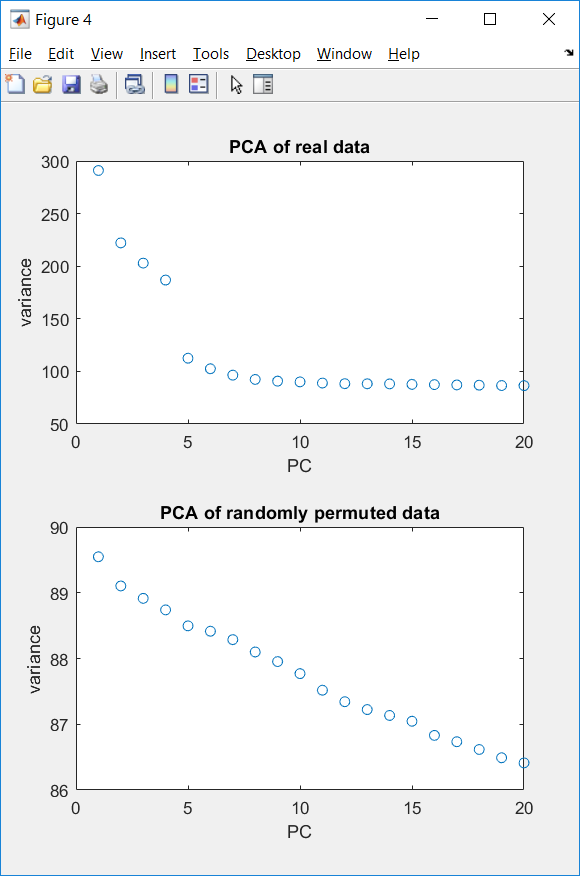 Figure 4
File Edit View Insert Tools Desktop Window Help
PCA of real data
300
250
200
150
100
50
variance
0 5 10 15 20
PC
PCA of randomly permuted data
90
89
88
87
86
variance
0 5 10 15 20
PC